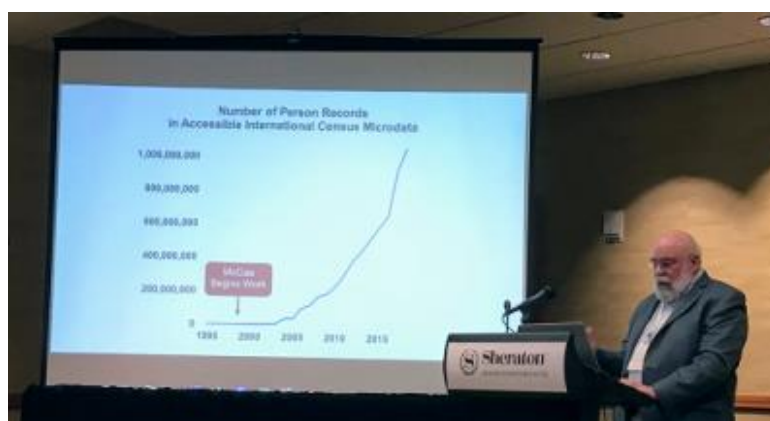 Number of Person Records
in Accessible International Census Microdata
1,000,000,000
800,000,000
600,000,000
400,000,000
200,000,000
0
McCaa
Begins Work
1995 2000 2005 2010 2015
S Sheraton